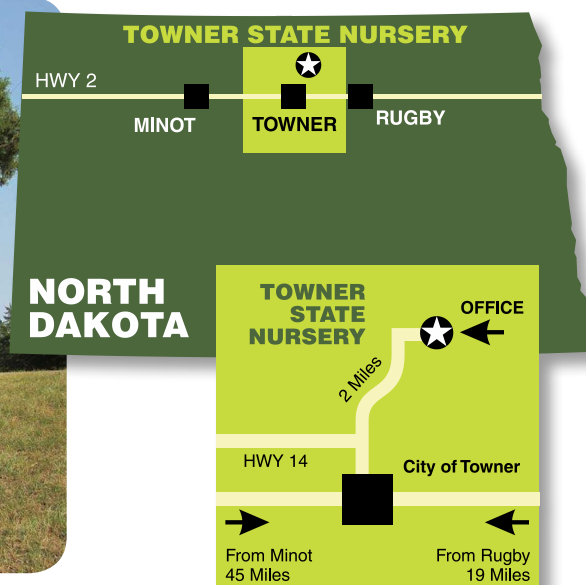 TOWNER STATE NURSERY
HWY 2
MINOT
TOWNER
RUGBY
NORTH
DAKOTA
TOWNER
STATE
NURSERY
OFFICE
2 Miles
HWY 14
City of Towner
From Minot
45 Miles
From Rugby
19 Miles